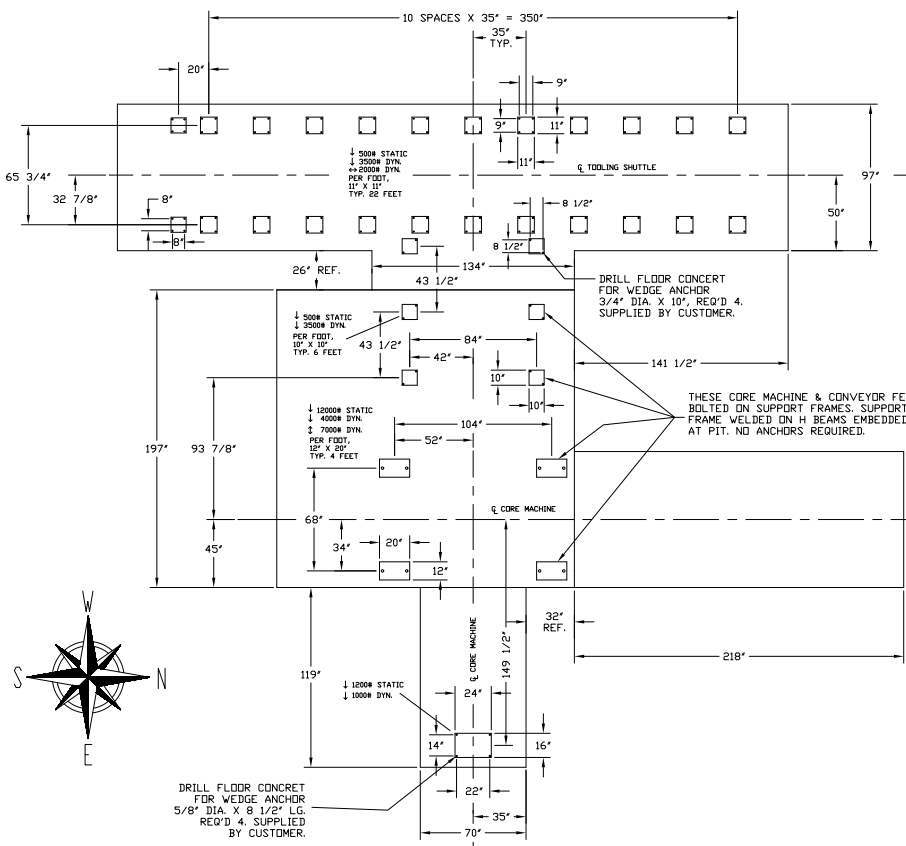 10 SPACES X 35" = 350"
35"
TYP.
20"
9"
9"
11"
11"
65 3/4"
32 7/8"
↓ 500# STATIC
↓ 3500# DYN.
↔ 2000# DYN.
PER FOOT,
11" X 11"
TYP. 22 FEET
℄ TOOLING SHUTTLE
97"
50"
8"
8"
8 1/2"
8 1/2"
26" REF.
134"
43 1/2"
DRILL FLOOR CONCERT
FOR WEDGE ANCHOR
3/4" DIA. X 10", REQ'D 4.
SUPPLIED BY CUSTOMER.
↓ 500# STATIC
↓ 3500# DYN.
PER FOOT,
10" X 10"
TYP. 6 FEET
43 1/2"
84"
42"
141 1/2"
10"
10"
THESE CORE MACHINE & CONVEYOR FE
BOLTED ON SUPPORT FRAMES. SUPPORT
FRAME WELDED ON H BEAMS EMBEDDED
AT PIT. NO ANCHORS REQUIRED.
↓ 12000# STATIC
↓ 4000# DYN.
↕ 7000# DYN.
PER FOOT,
12" X 20"
TYP. 4 FEET
104"
52"
197"
93 7/8"
68"
℄ CORE MACHINE
45"
34"
20"
12"
W
S
N
E
32"
REF.
218"
119"
℄ CORE MACHINE
149 1/2"
↓ 1200# STATIC
↓ 1000# DYN.
24"
14"
16"
22"
DRILL FLOOR CONCRET
FOR WEDGE ANCHOR
5/8" DIA. X 8 1/2" LG.
REQ'D 4. SUPPLIED
BY CUSTOMER.
35"
70"